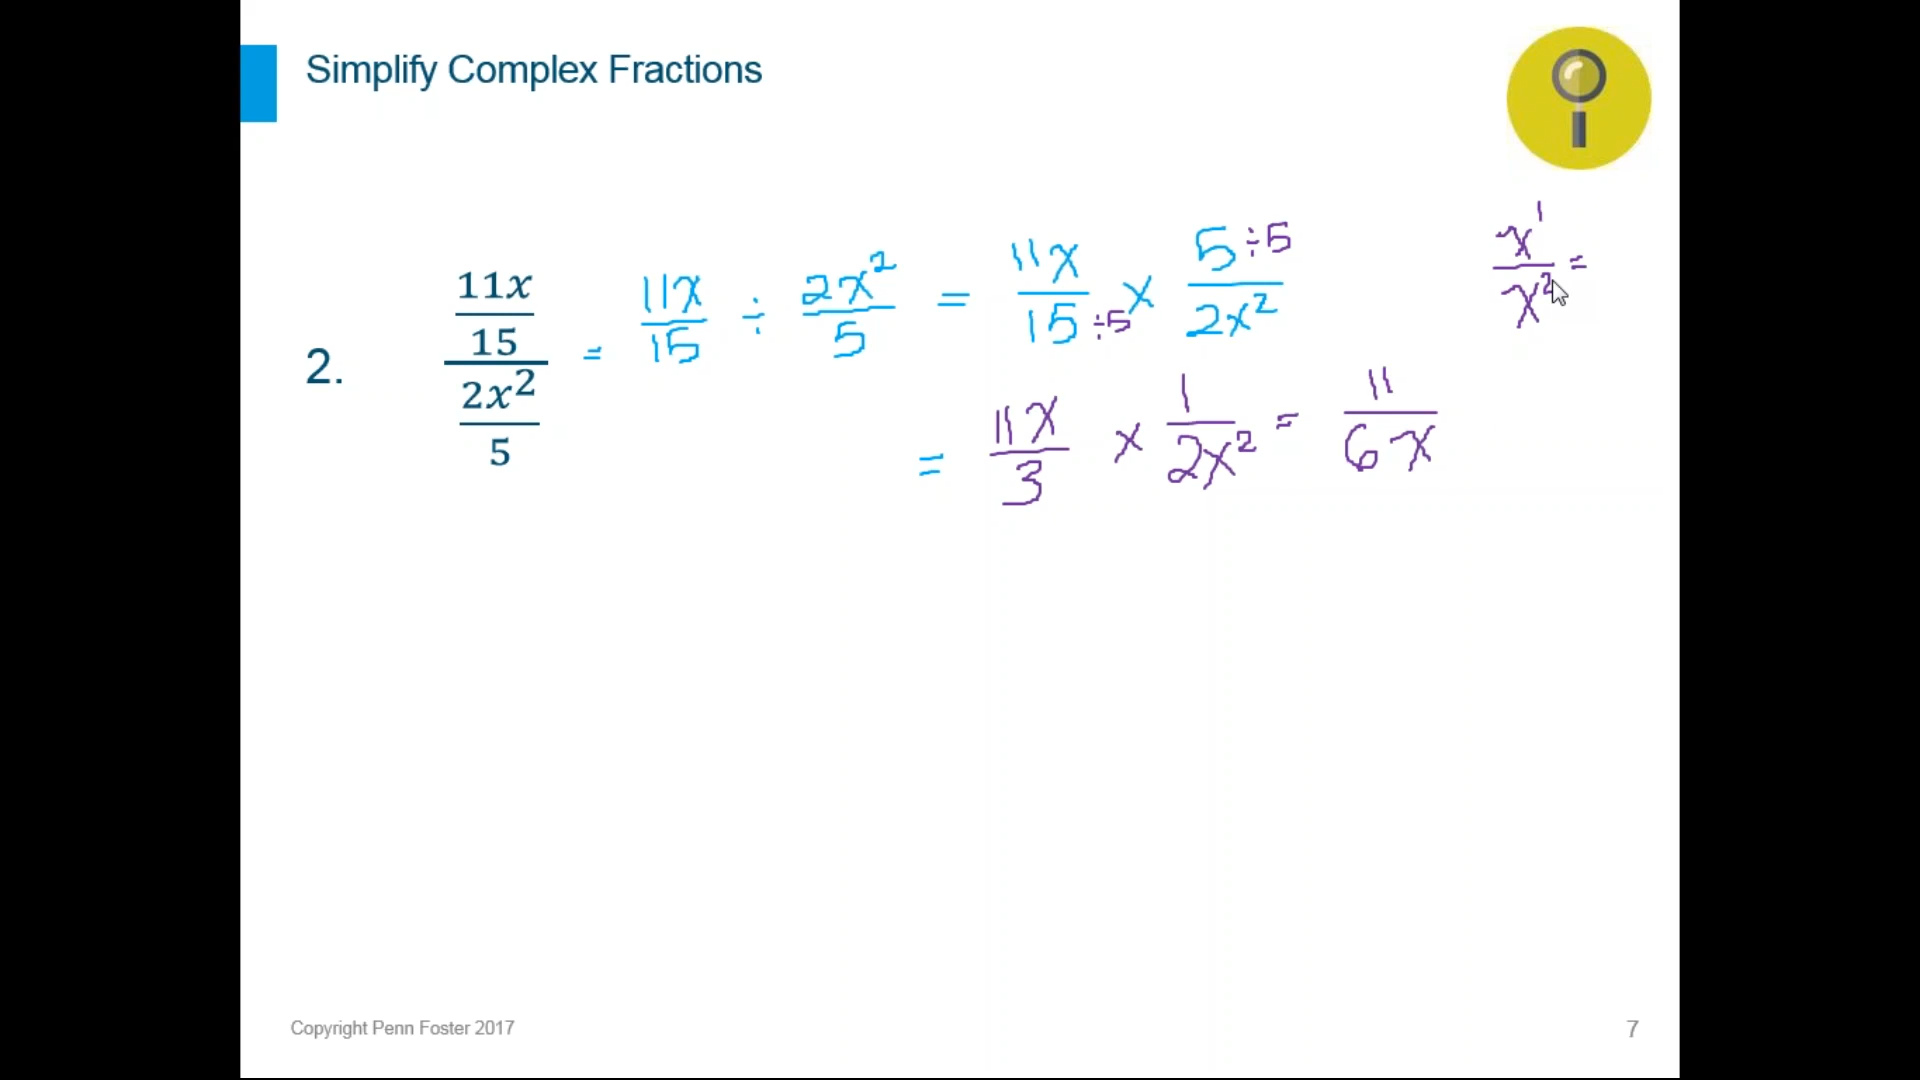 Simplify Complex Fractions
2. (11x/15)/(2x²/5) = 11x/15 ÷ 2x²/5 = 11x/15÷5 × 5÷5/2x²
x¹/x² =
= 11x/3 × 1/2x² = 11/6x
Copyright Penn Foster 2017
7